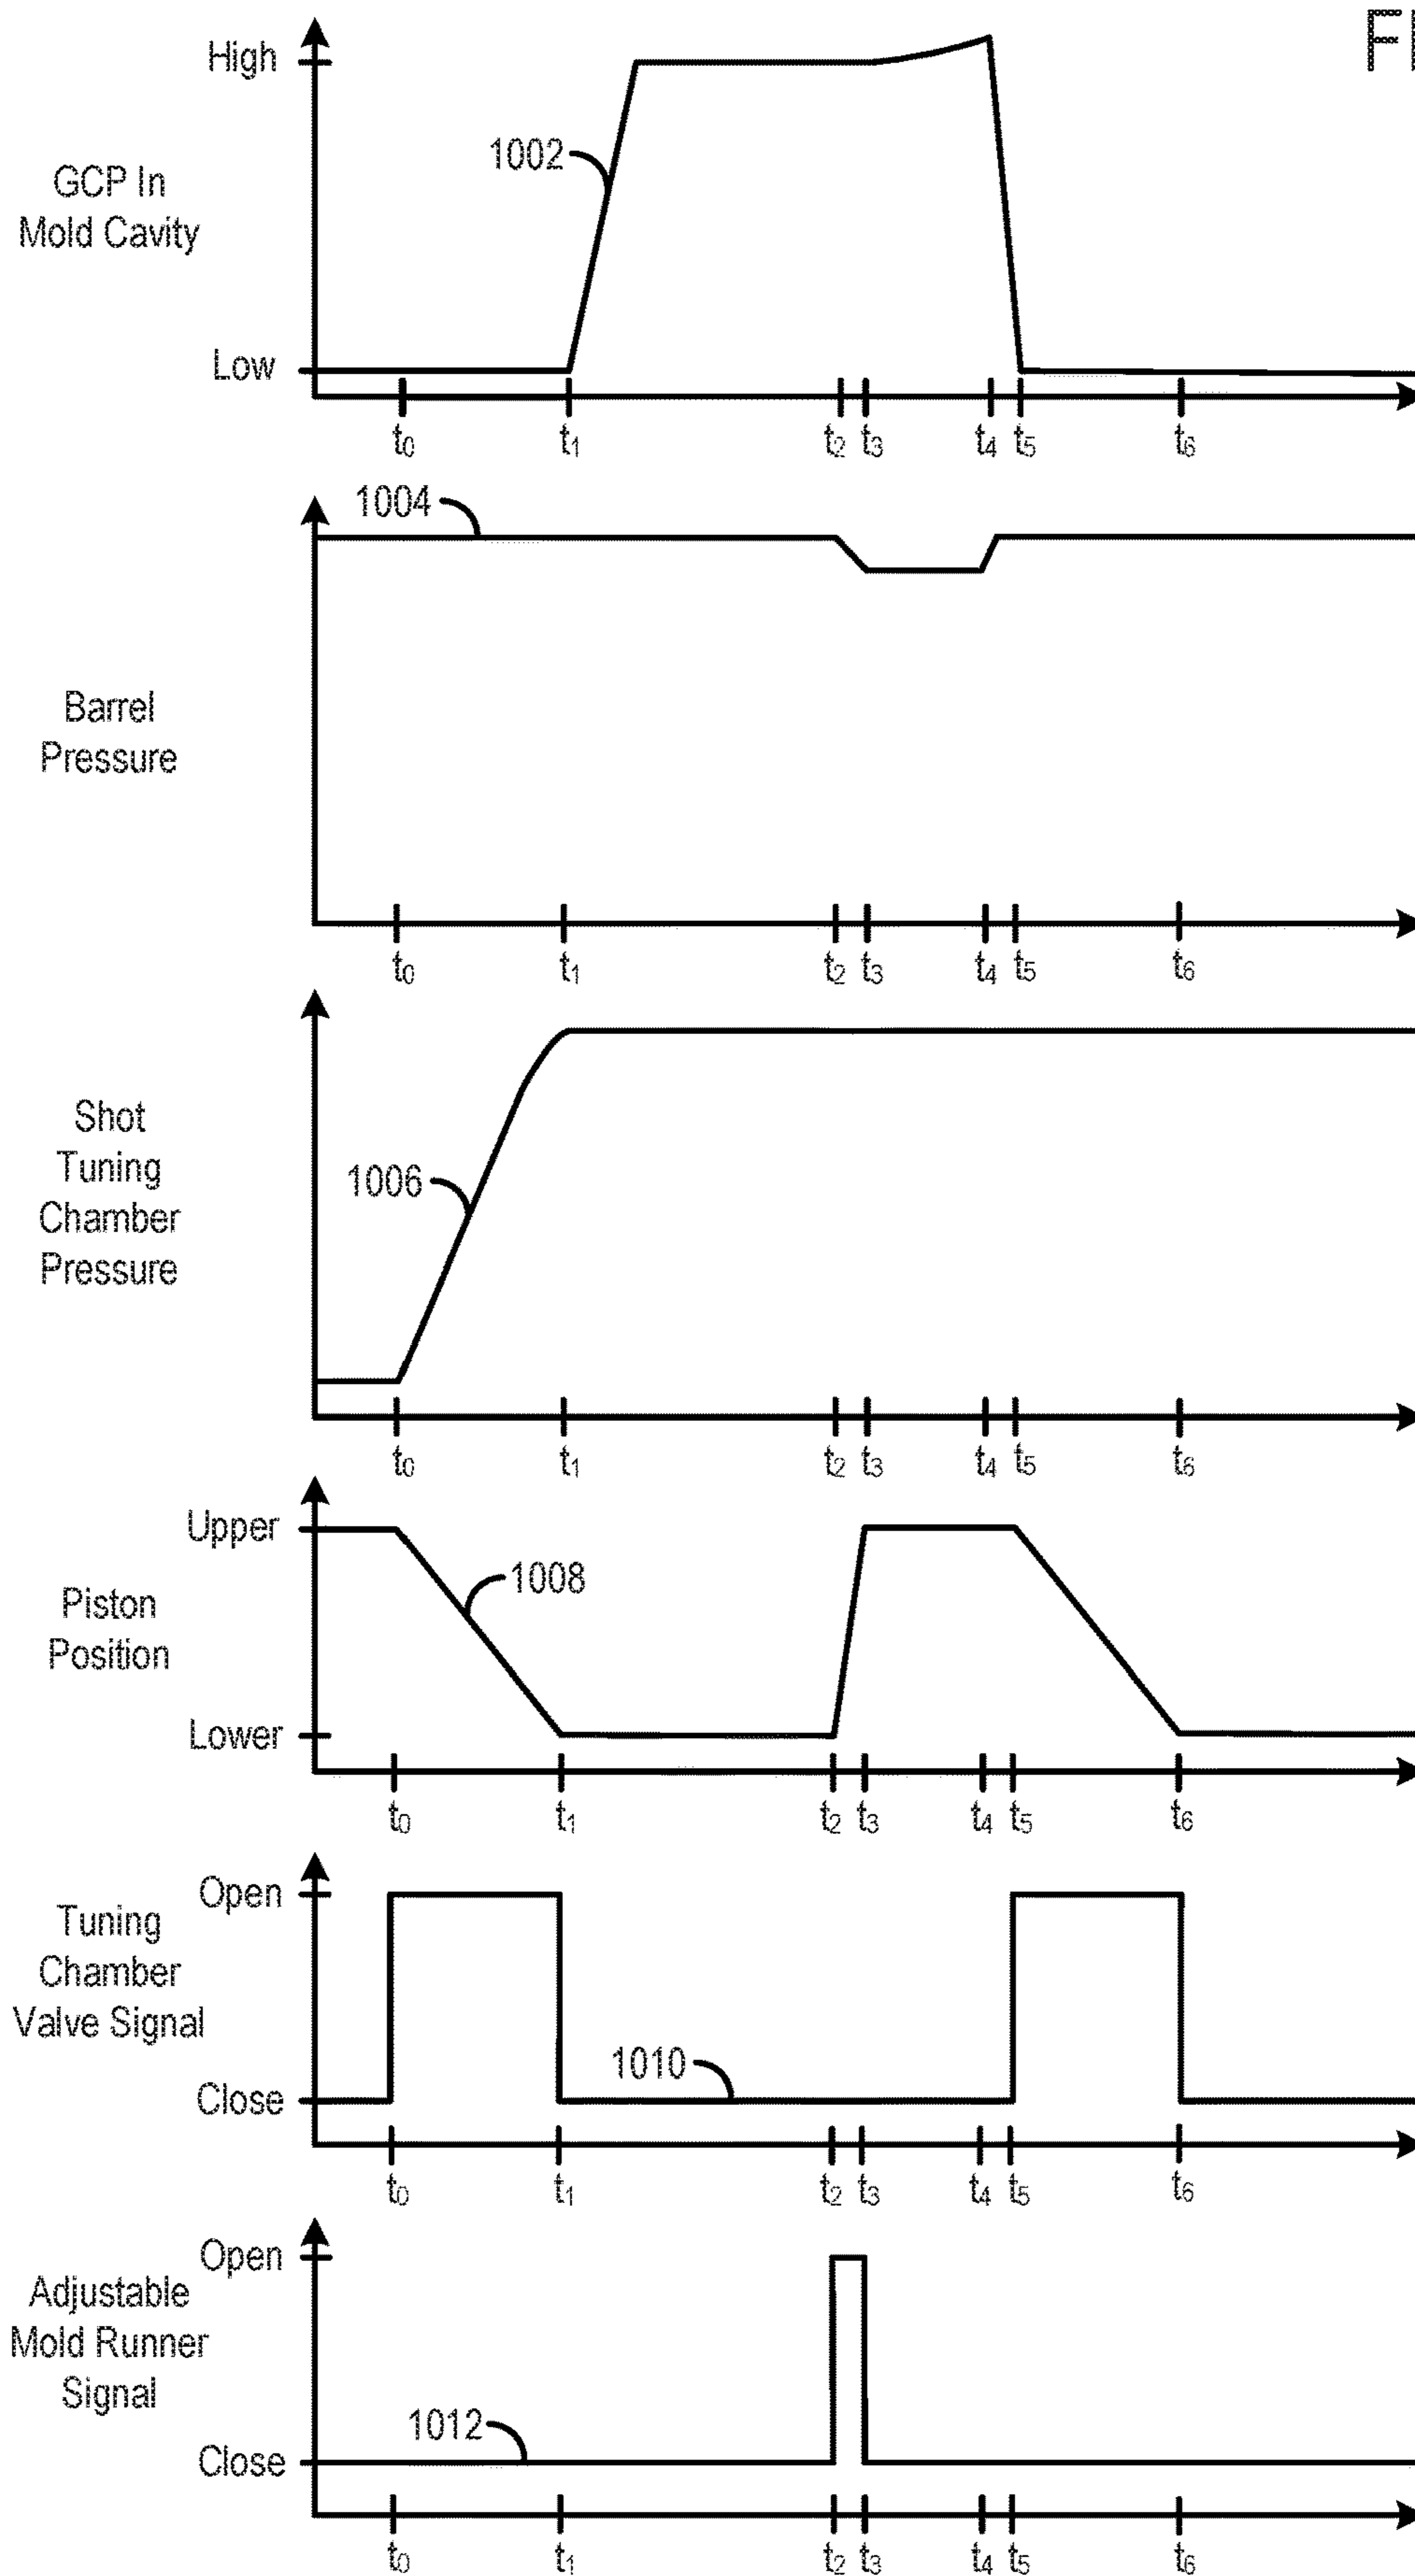 High
1002
GCP In
Mold Cavity
Low
t₀ t₁ t₂ t₃ t₄ t₅ t₆
1004
Barrel
Pressure
t₀ t₁ t₂ t₃ t₄ t₅ t₆
Shot
Tuning
Chamber
Pressure
1006
t₀ t₁ t₂ t₃ t₄ t₅ t₆
Upper
1008
Piston
Position
Lower
t₀ t₁ t₂ t₃ t₄ t₅ t₆
Open
Tuning
Chamber
Valve Signal
1010
Close
t₀ t₁ t₂ t₃ t₄ t₅ t₆
Open
Adjustable
Mold Runner
Signal
1012
Close
t₀ t₁ t₂ t₃ t₄ t₅ t₆